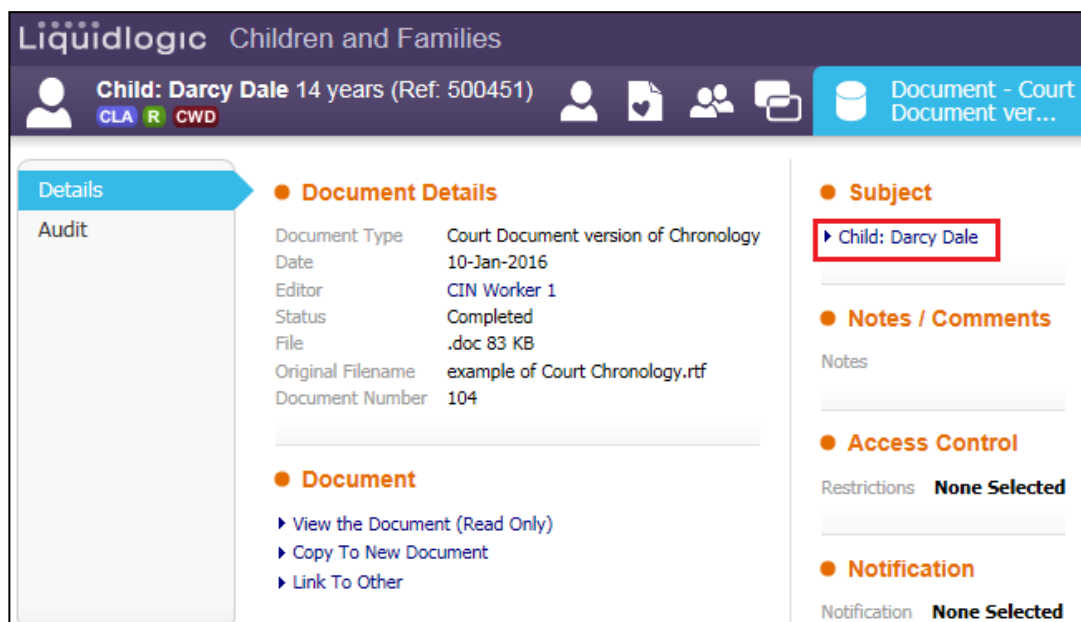 Liquidlogic Children and Families
Child: Darcy Dale 14 years (Ref: 500451)
CLA R CWD
Document - Court
Document ver...
Details
Audit
Document Details
Document Type Court Document version of Chronology
Date 10-Jan-2016
Editor CIN Worker 1
Status Completed
File .doc 83 KB
Original Filename example of Court Chronology.rtf
Document Number 104
Document
View the Document (Read Only)
Copy To New Document
Link To Other
Subject
Child: Darcy Dale
Notes / Comments
Notes
Access Control
Restrictions None Selected
Notification
Notification None Selected